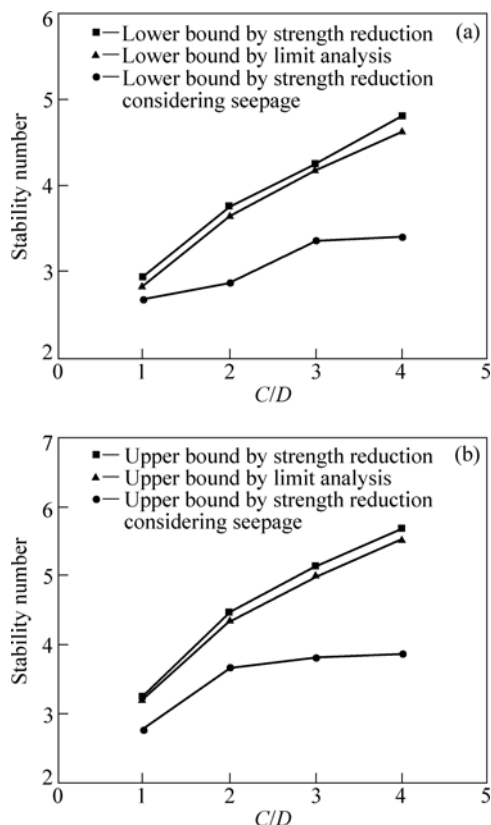 (a)
Lower bound by strength reduction
Lower bound by limit analysis
Lower bound by strength reduction
considering seepage
Stability number
6
5
4
3
2
0
1
2
3
4
5
C/D
(b)
Upper bound by strength reduction
Upper bound by limit analysis
Upper bound by strength reduction
considering seepage
Stability number
7
6
5
4
3
2
0
1
2
3
4
5
C/D